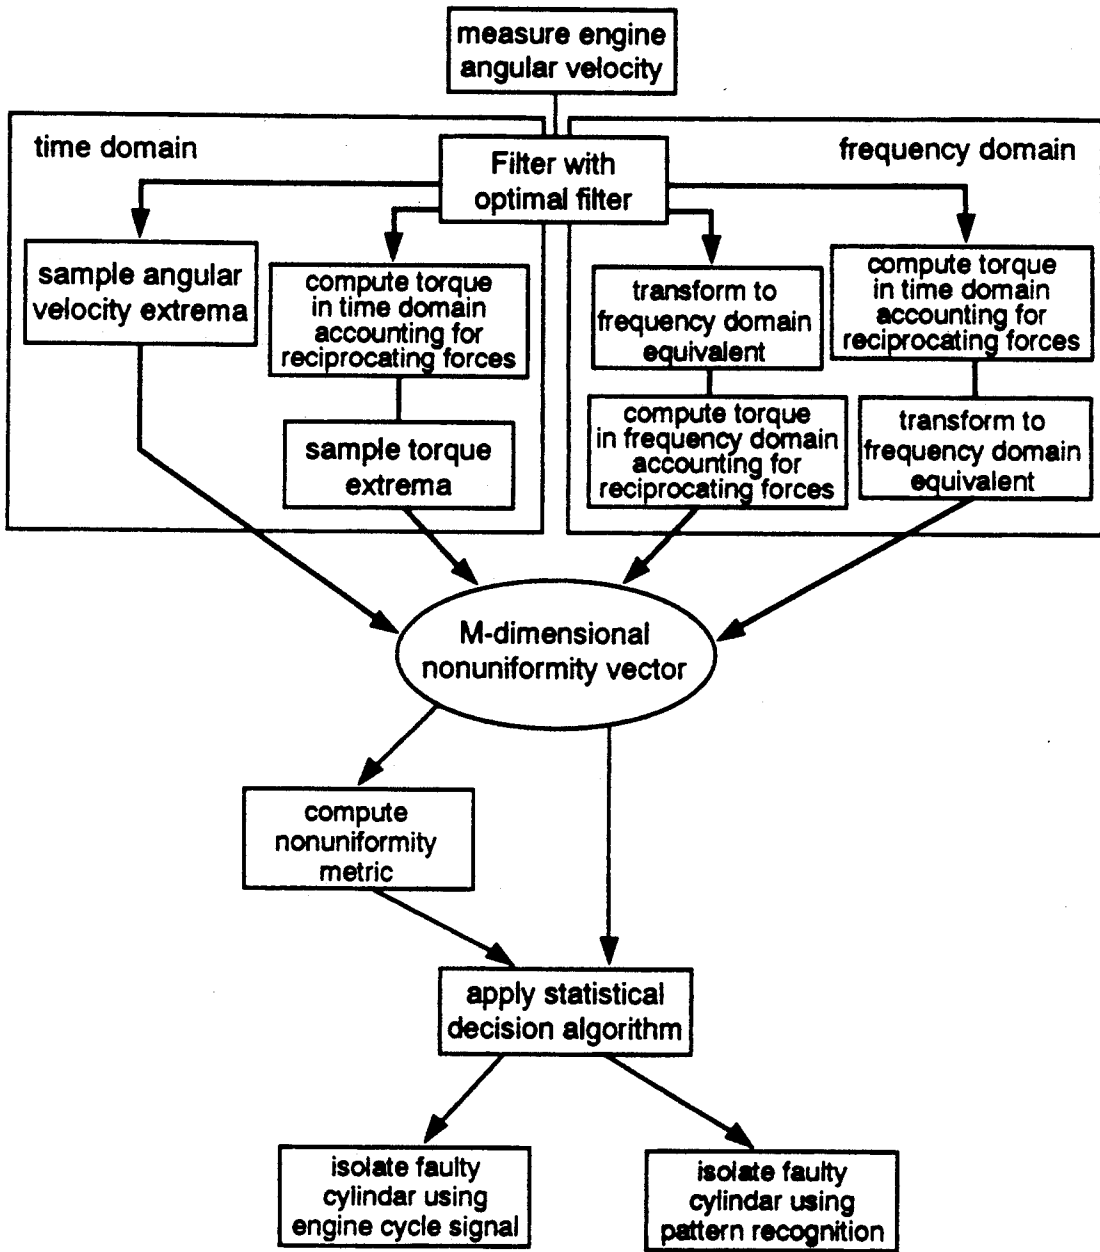 measure engine
angular velocity
time domain
frequency domain
Filter with
optimal filter
sample angular
velocity extrema
compute torque
in time domain
accounting for
reciprocating forces
transform to
frequency domain
equivalent
compute torque
in time domain
accounting for
reciprocating forces
sample torque
extrema
compute torque
in frequency domain
accounting for
reciprocating forces
transform to
frequency domain
equivalent
M-dimensional
nonuniformity vector
compute
nonuniformity
metric
apply statistical
decision algorithm
isolate faulty
cylindar using
engine cycle signal
isolate faulty
cylindar using
pattern recognition